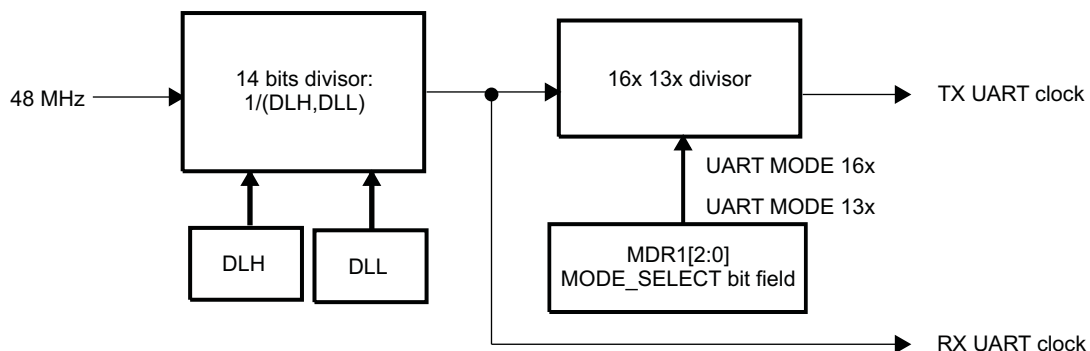 14 bits divisor:
1/(DLH,DLL)
16x 13x divisor
48 MHz
TX UART clock
UART MODE 16x
UART MODE 13x
DLH
DLL
MDR1[2:0]
MODE_SELECT bit field
RX UART clock